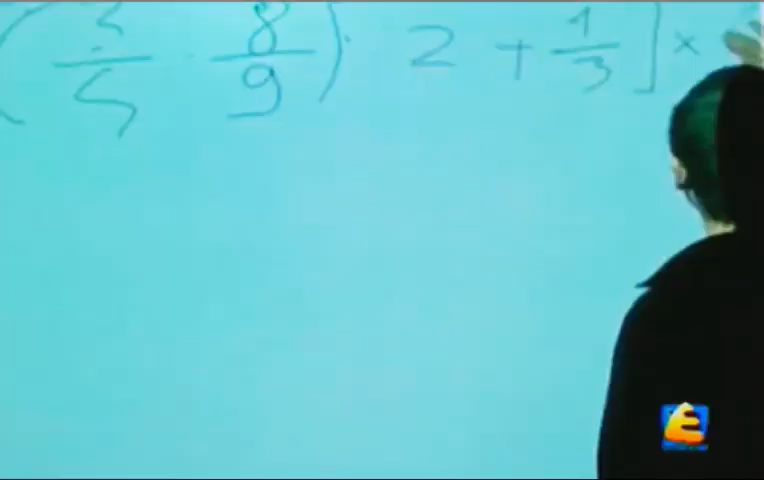 ( 3/5 · 8/9 ) · 2 + 1/3 ] ×
E